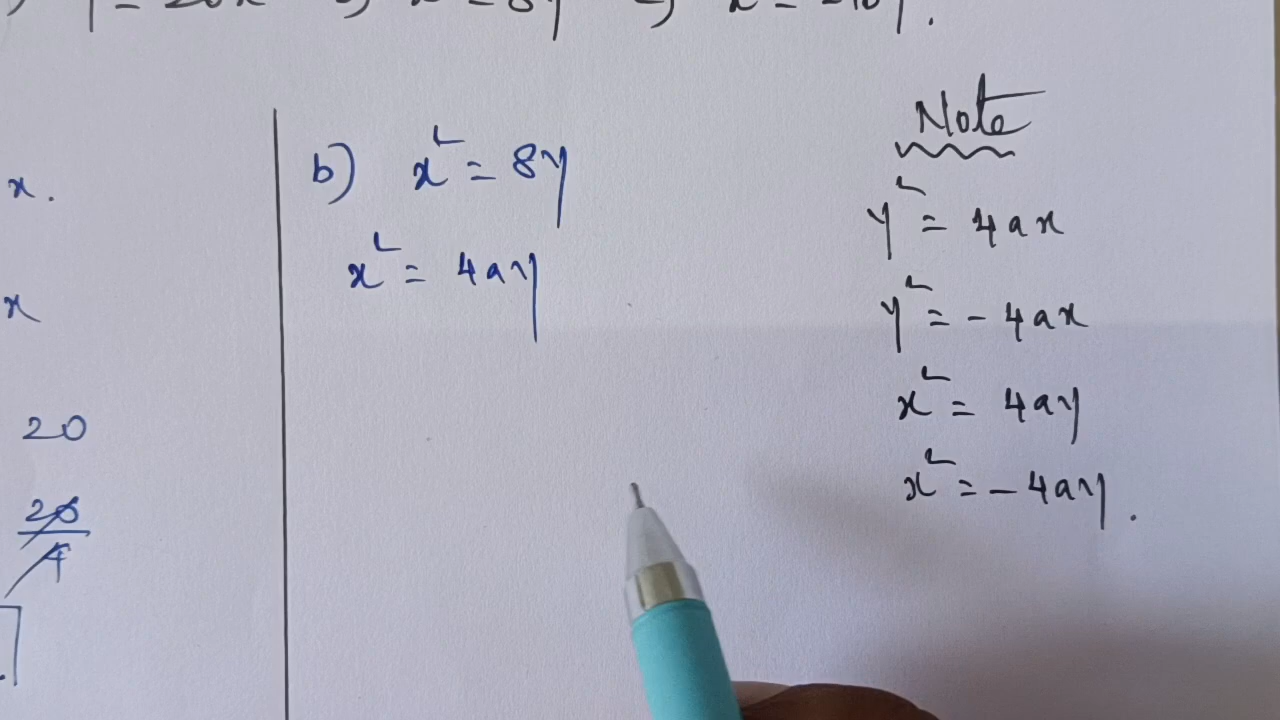 x.
x
20
20/4
b) x² = 8y
x² = 4ay
Note
y² = 4ax
y² = - 4ax
x² = 4ay
x² = - 4ay.